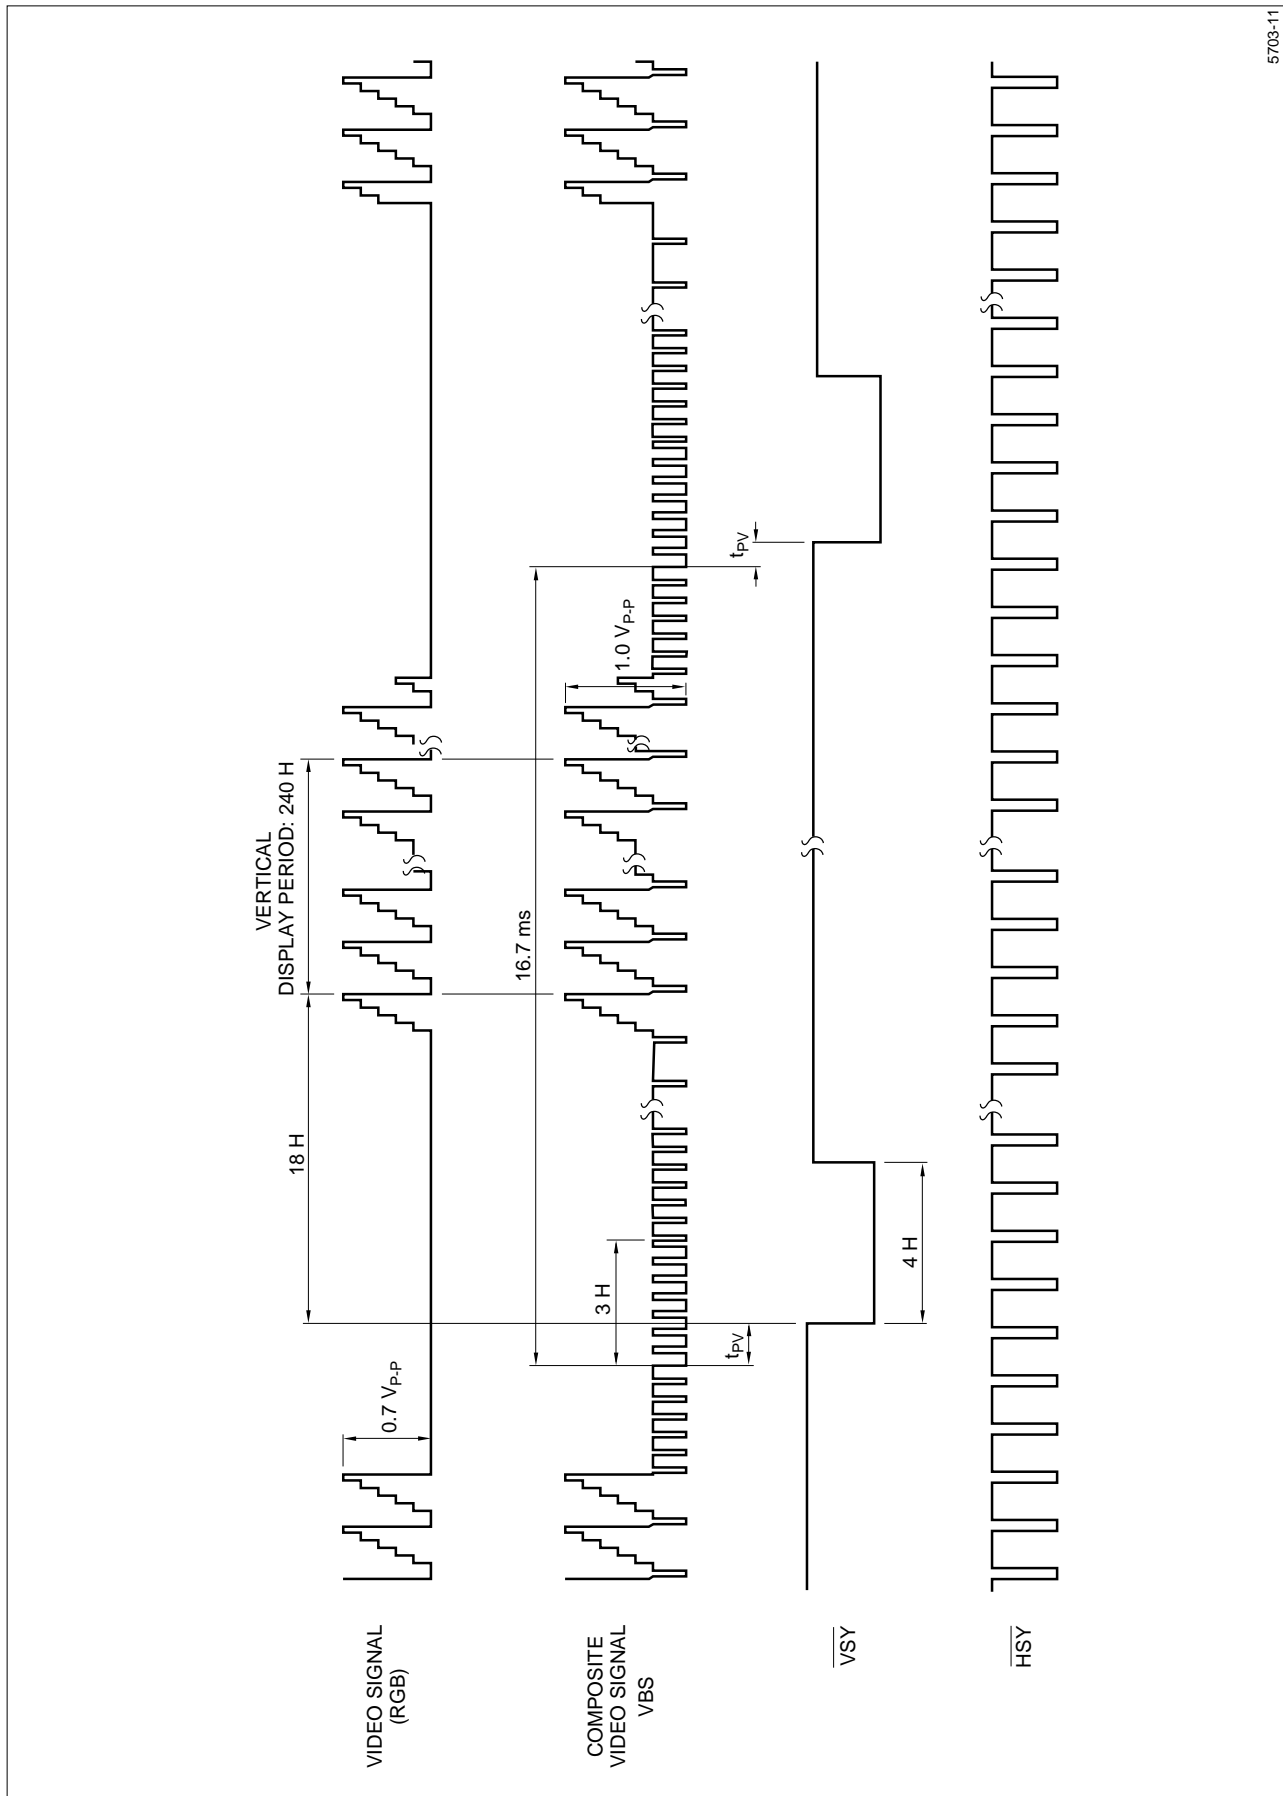 VIDEO SIGNAL
(RGB)
0.7 VP-P
18 H
VERTICAL
DISPLAY PERIOD: 240 H
COMPOSITE
VIDEO SIGNAL
VBS
16.7 ms
3 H
1.0 VP-P
tPV
tPV
VSY
4 H
HSY
5703-11